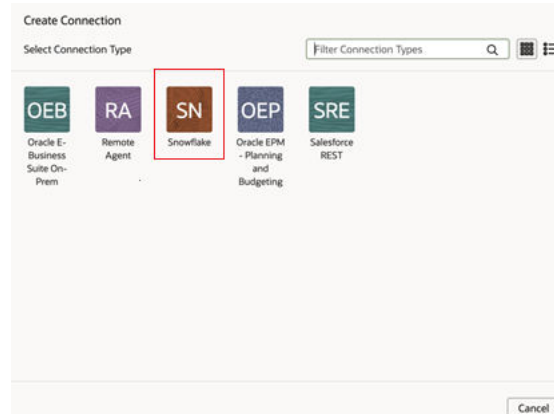 Create Connection
Select Connection Type
Filter Connection Types
OEB
RA
SN
OEP
SRE
Oracle E-
Business
Suite On-
Prem
Remote
Agent
Snowflake
Oracle EPM
- Planning
and
Budgeting
Salesforce
REST
Cancel